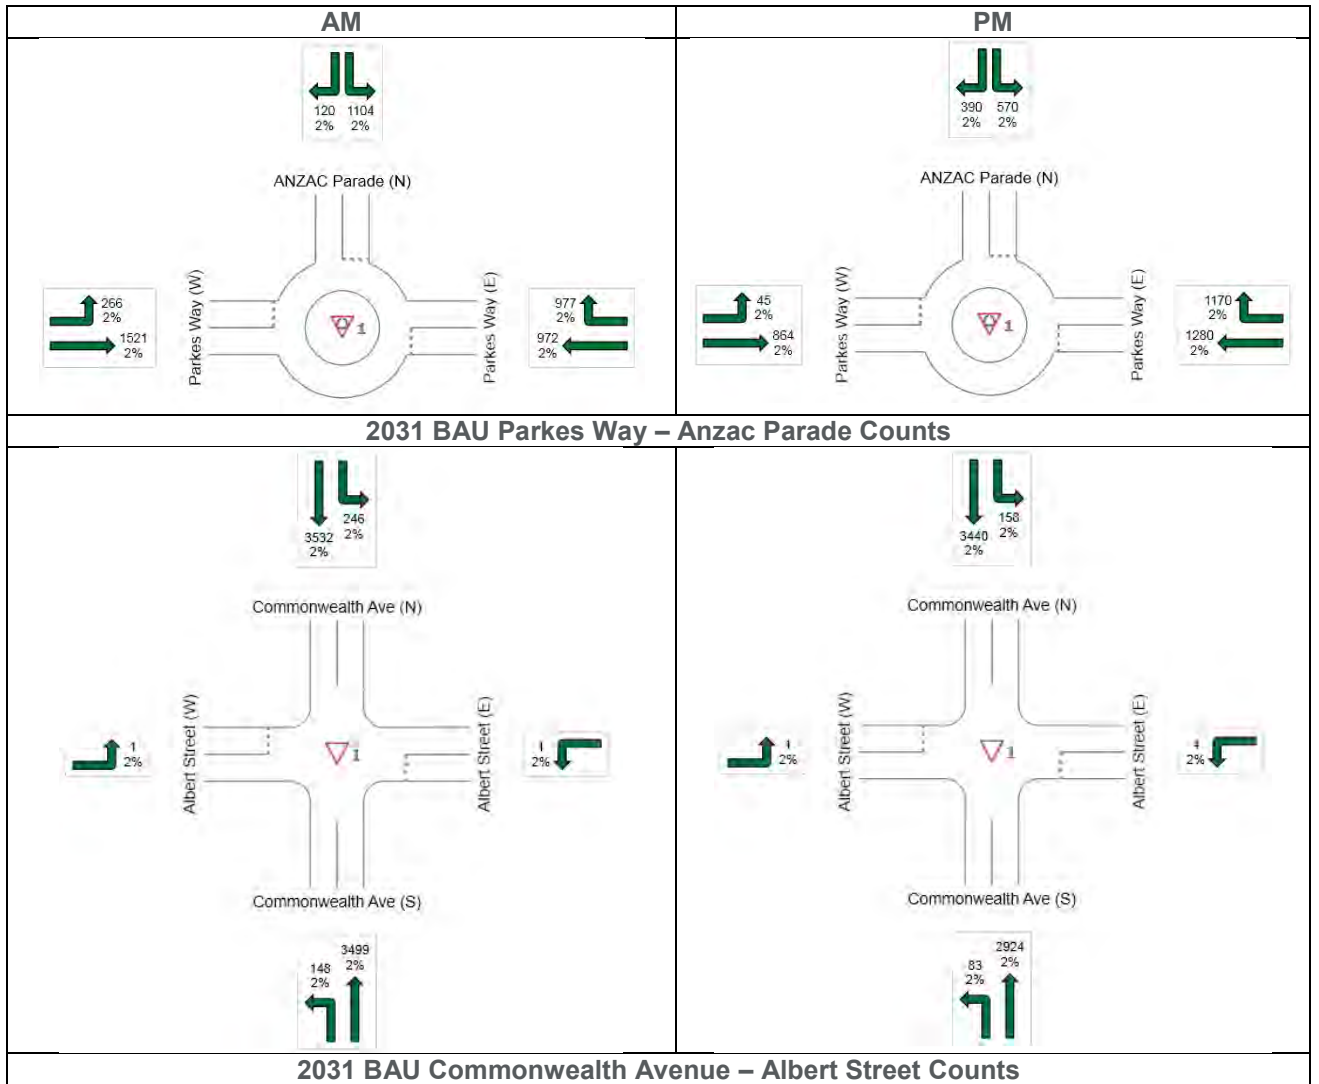 AM
PM
120 1104
2% 2%
ANZAC Parade (N)
Parkes Way (W)
266
2%
1521
2%
1
Parkes Way (E)
977
2%
972
2%
390 570
2% 2%
ANZAC Parade (N)
Parkes Way (W)
45
2%
864
2%
1
Parkes Way (E)
1170
2%
1280
2%
2031 BAU Parkes Way – Anzac Parade Counts
246
2%
3532
2%
Commonwealth Ave (N)
Albert Street (W)
1
2%
1
Albert Street (E)
1
2%
Commonwealth Ave (S)
3499
2%
148
2%
158
2%
3440
2%
Commonwealth Ave (N)
Albert Street (W)
1
2%
1
Albert Street (E)
2%
Commonwealth Ave (S)
2924
2%
83
2%
2031 BAU Commonwealth Avenue – Albert Street Counts